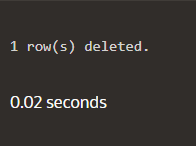 1 row(s) deleted.
0.02 seconds